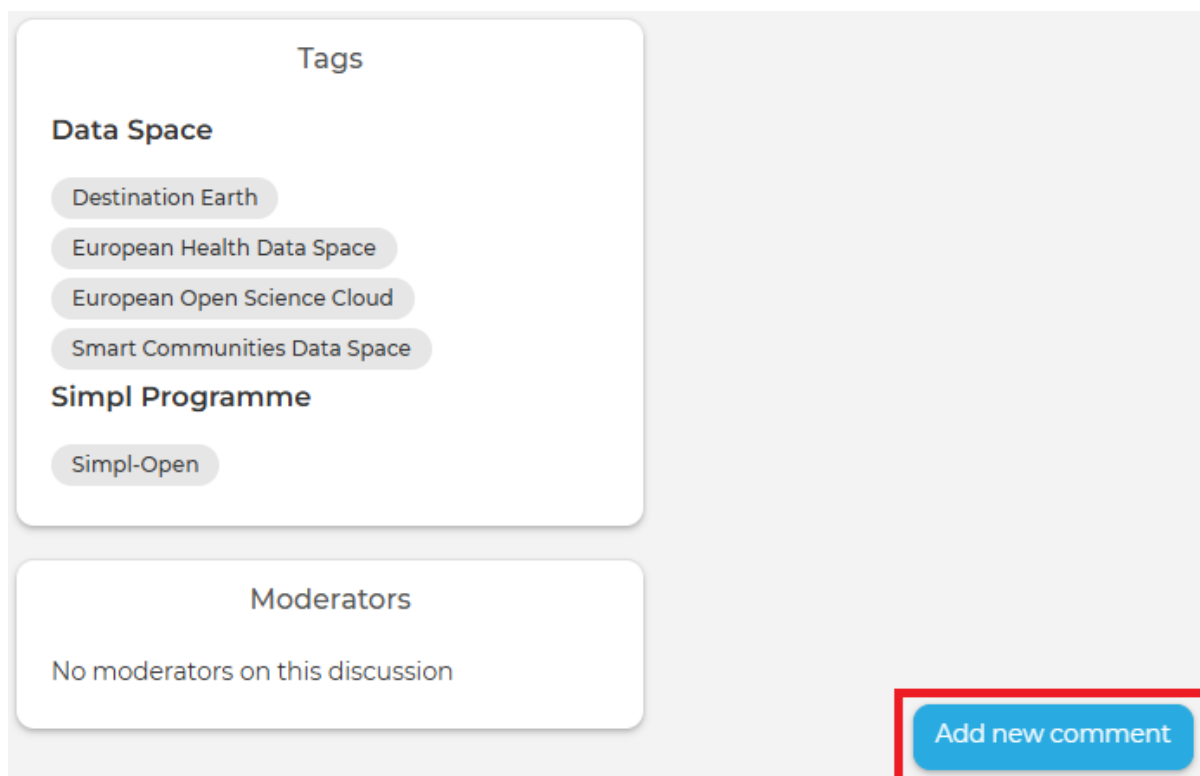 Tags
Data Space
Destination Earth
European Health Data Space
European Open Science Cloud
Smart Communities Data Space
Simpl Programme
Simpl-Open
Moderators
No moderators on this discussion
Add new comment